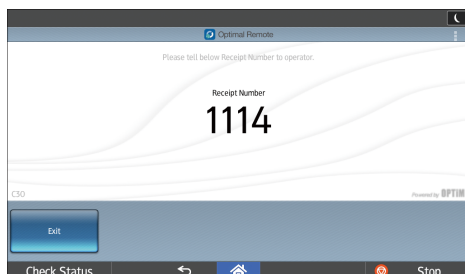 Optimal Remote
Please tell below Receipt Number to operator.
Receipt Number
1114
C30
Powered by OPTiM
Exit
Check Status
Stop